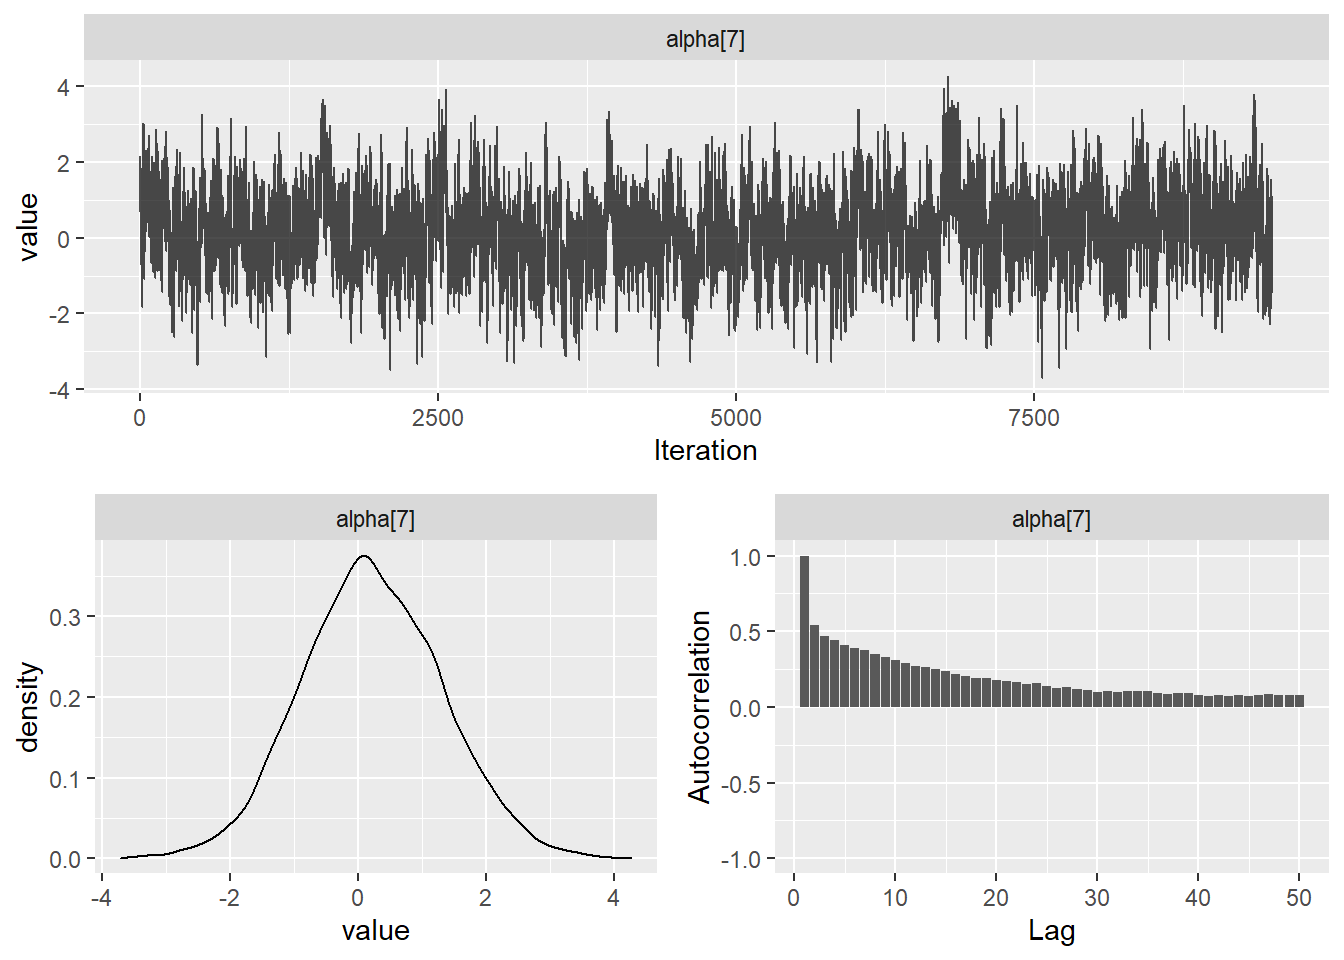 alpha[7]
value
4
2
0
-2
-4
0 2500 5000 7500
Iteration
alpha[7]
density
0.3
0.2
0.1
0.0
-4 -2 0 2 4
value
alpha[7]
Autocorrelation
1.0
0.5
0.0
-0.5
-1.0
0 10 20 30 40 50
Lag